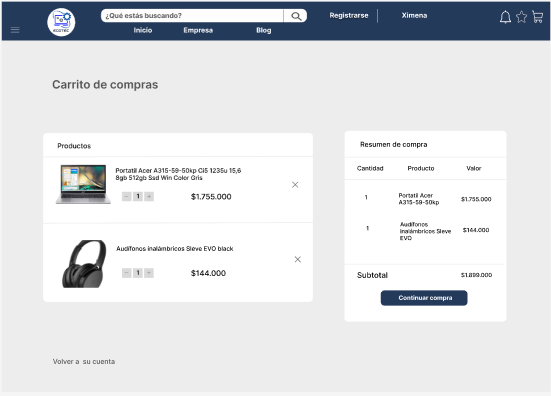 ¿Qué estás buscando?
Registrarse
Ximena
ECOTEC
Inicio
Empresa
Blog
Carrito de compras
Productos
Portatil Acer A315-59-50kp Ci5 1235u 15,6
8gb 512gb Ssd Win Color Gris
− 1 +
$1.755.000
Audífonos inalámbricos Sleve EVO black
− 1 +
$144.000
Resumen de compra
Cantidad
Producto
Valor
1
Portatil Acer
A315-59-50kp
$1.755.000
1
Audífonos
inalámbricos Sleve
EVO
$144.000
Subtotal
$1.899.000
Continuar compra
Volver a su cuenta